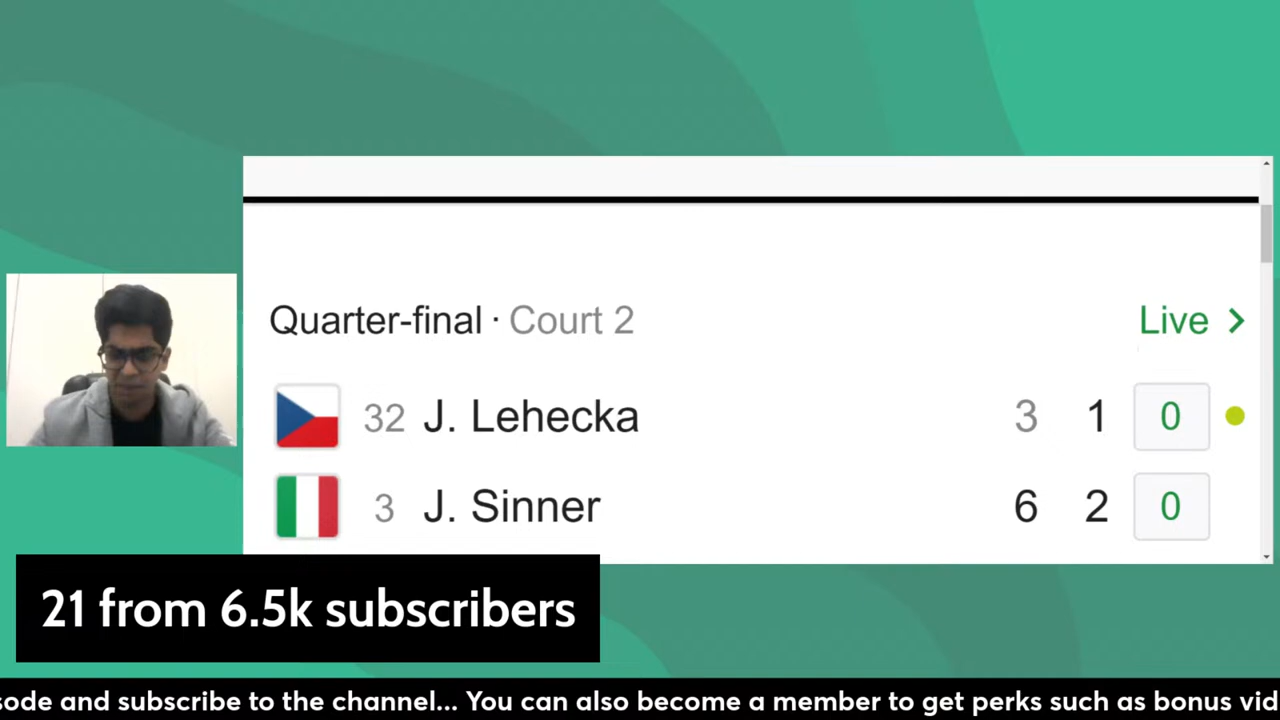 Quarter-final · Court 2
Live >
32 J. Lehecka 3 1 0
3 J. Sinner 6 2 0
21 from 6.5k subscribers
sode and subscribe to the channel... You can also become a member to get perks such as bonus vid